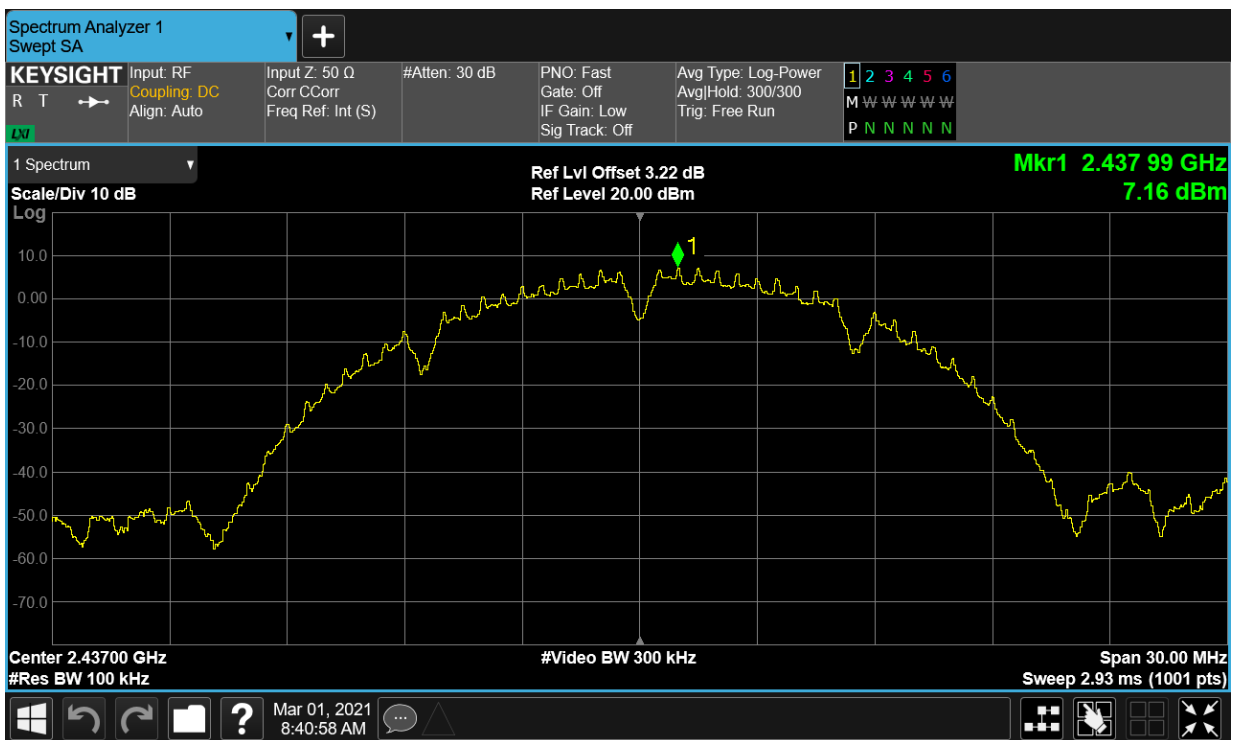 Spectrum Analyzer 1
Swept SA
KEYSIGHT
R T
LXI
Input: RF
Coupling: DC
Align: Auto
Input Z: 50 Ω
Corr CCorr
Freq Ref: Int (S)
#Atten: 30 dB
PNO: Fast
Gate: Off
IF Gain: Low
Sig Track: Off
Avg Type: Log-Power
Avg|Hold: 300/300
Trig: Free Run
1 2 3 4 5 6
M W W W W W W
P N N N N N
1 Spectrum
Scale/Div 10 dB
Log
Ref Lvl Offset 3.22 dB
Ref Level 20.00 dBm
Mkr1 2.437 99 GHz
7.16 dBm
1
10.0
0.00
-10.0
-20.0
-30.0
-40.0
-50.0
-60.0
-70.0
Center 2.43700 GHz
#Res BW 100 kHz
#Video BW 300 kHz
Span 30.00 MHz
Sweep 2.93 ms (1001 pts)
?
Mar 01, 2021
8:40:58 AM